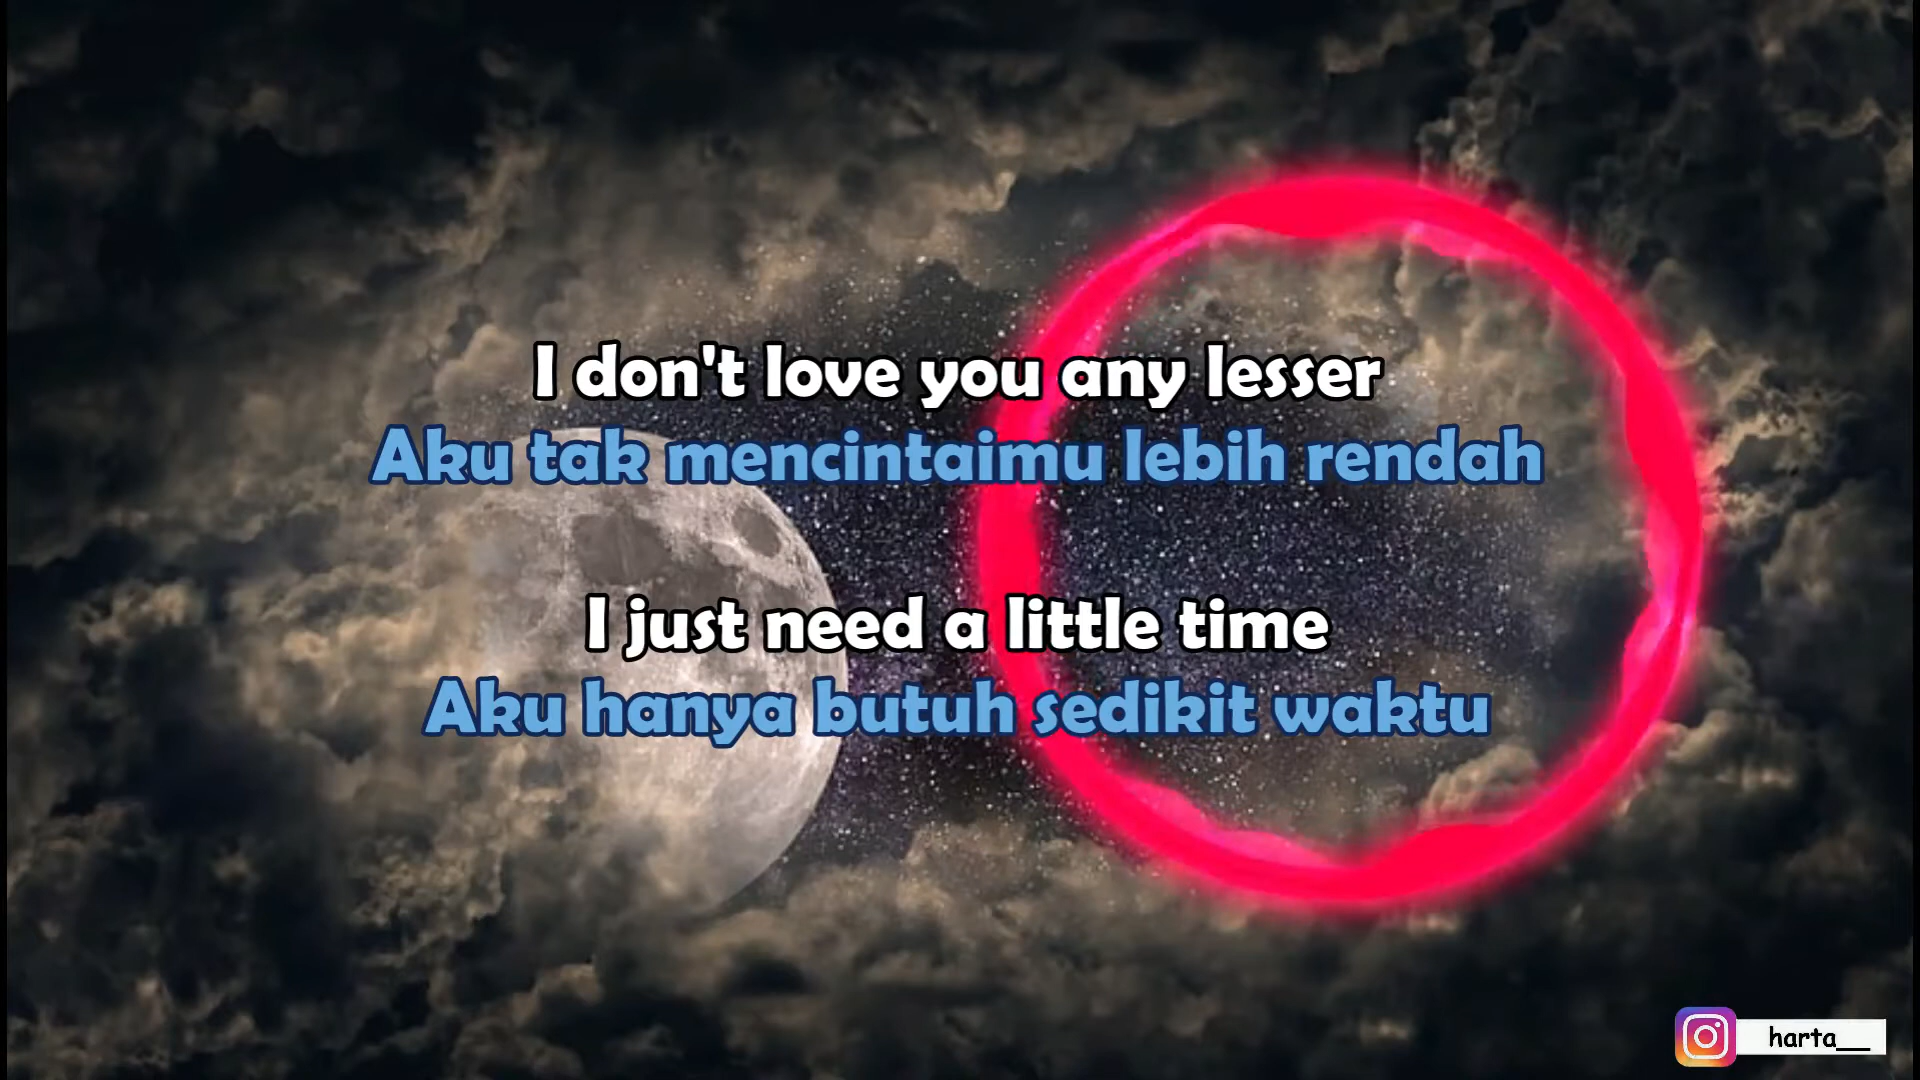 I don't love you any lesser
Aku tak mencintaimu lebih rendah
I just need a little time
Aku hanya butuh sedikit waktu
harta__